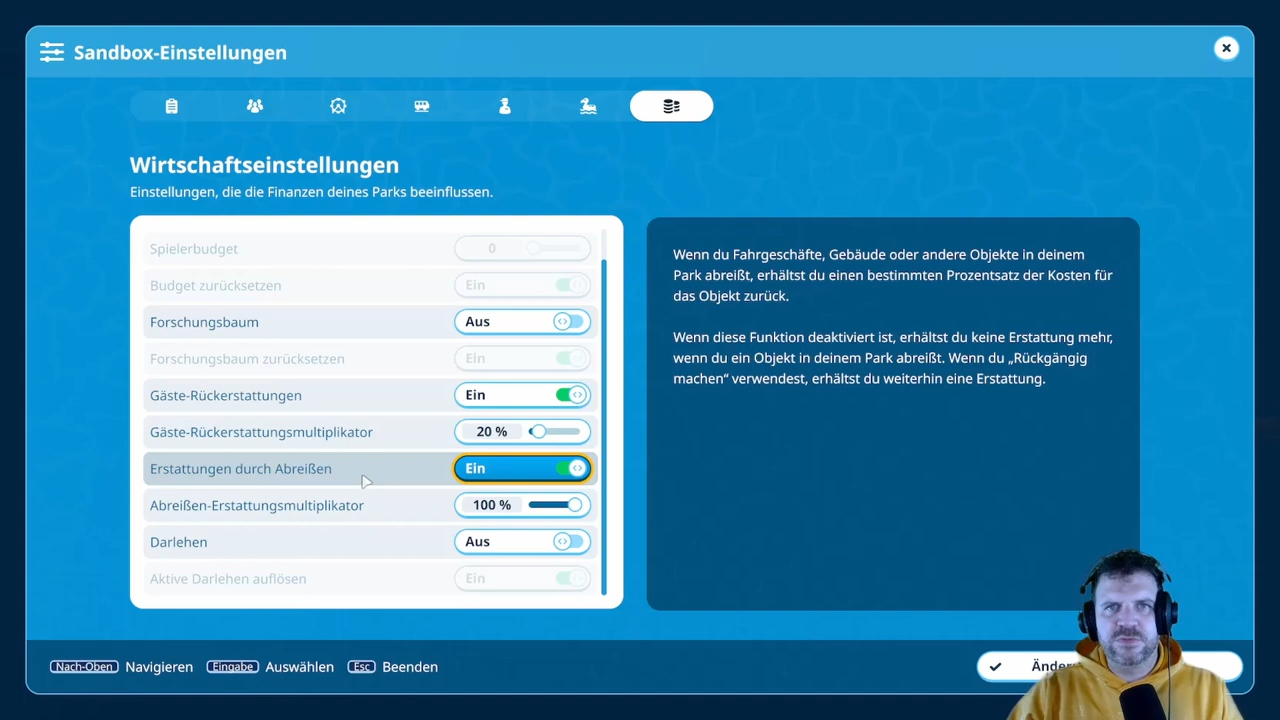 Sandbox-Einstellungen
Wirtschaftseinstellungen
Einstellungen, die die Finanzen deines Parks beeinflussen.
Spielerbudget 0
Budget zurücksetzen Ein
Forschungsbaum Aus
Forschungsbaum zurücksetzen Ein
Gäste-Rückerstattungen Ein
Gäste-Rückerstattungsmultiplikator 20 %
Erstattungen durch Abreißen Ein
Abreißen-Erstattungsmultiplikator 100 %
Darlehen Aus
Aktive Darlehen auflösen Ein
Wenn du Fahrgeschäfte, Gebäude oder andere Objekte in deinem
Park abreißt, erhältst du einen bestimmten Prozentsatz der Kosten für
das Objekt zurück.
Wenn diese Funktion deaktiviert ist, erhältst du keine Erstattung mehr,
wenn du ein Objekt in deinem Park abreißt. Wenn du „Rückgängig
machen“ verwendest, erhältst du weiterhin eine Erstattung.
Nach-Oben Navigieren Eingabe Auswählen Esc Beenden